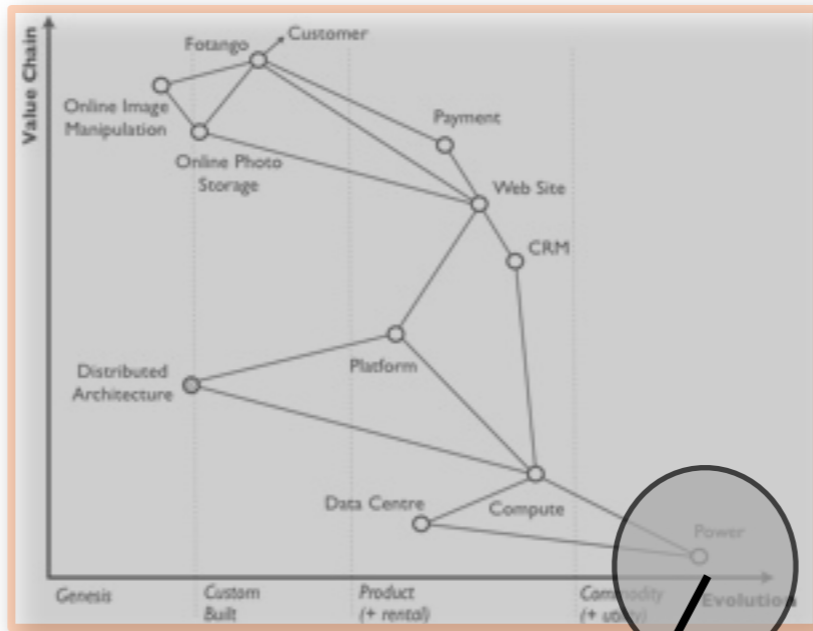 Customer
Fotango
Value Chain
Online Image
Manipulation
Online Photo
Storage
Payment
Web Site
CRM
Platform
Distributed
Architecture
Data Centre
Compute
Power
Genesis
Custom
Built
Product
(+ rental)
Commodity
(+ utility)
Evolution